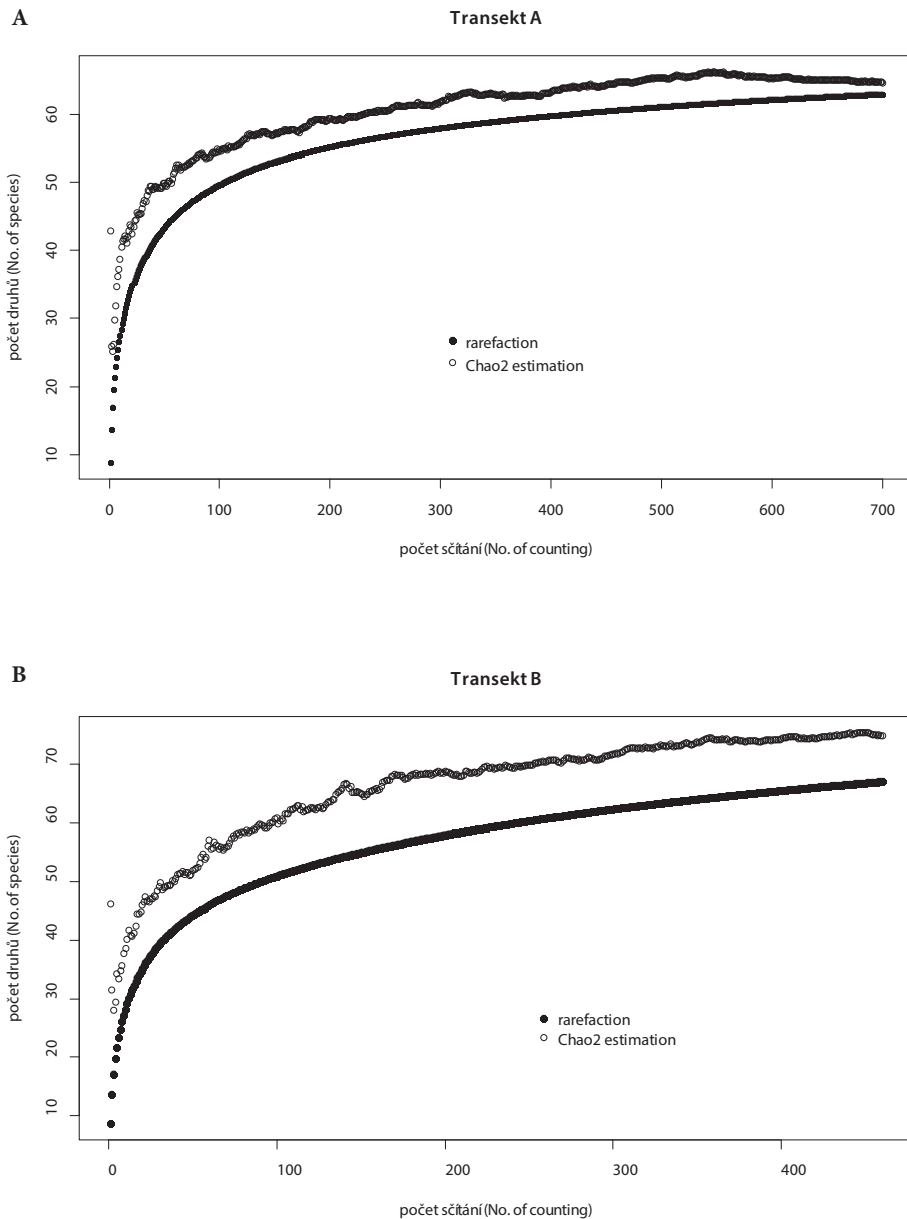 A
Transekt A
počet druhů (No. of species)
60
50
40
30
20
10
rarefaction
Chao2 estimation
0 100 200 300 400 500 600 700
počet sčítání (No. of counting)
B
Transekt B
počet druhů (No. of species)
70
60
50
40
30
20
10
rarefaction
Chao2 estimation
0 100 200 300 400
počet sčítání (No. of counting)